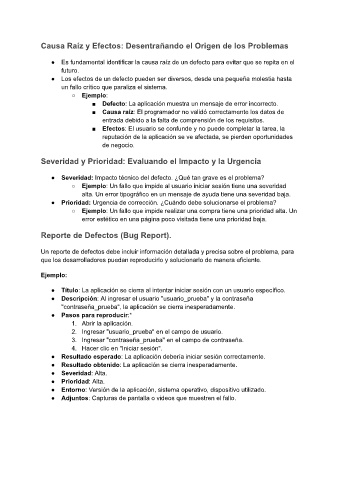 Causa Raíz y Efectos: Desentrañando el Origen de los Problemas
● Es fundamental identificar la causa raíz de un defecto para evitar que se repita en el
futuro.
● Los efectos de un defecto pueden ser diversos, desde una pequeña molestia hasta
un fallo crítico que paraliza el sistema.
○ Ejemplo:
■ Defecto: La aplicación muestra un mensaje de error incorrecto.
■ Causa raíz: El programador no validó correctamente los datos de
entrada debido a la falta de comprensión de los requisitos.
■ Efectos: El usuario se confunde y no puede completar la tarea, la
reputación de la aplicación se ve afectada, se pierden oportunidades
de negocio.
Severidad y Prioridad: Evaluando el Impacto y la Urgencia
● Severidad: Impacto técnico del defecto. ¿Qué tan grave es el problema?
○ Ejemplo: Un fallo que impide al usuario iniciar sesión tiene una severidad
alta. Un error tipográfico en un mensaje de ayuda tiene una severidad baja.
● Prioridad: Urgencia de corrección. ¿Cuándo debe solucionarse el problema?
○ Ejemplo: Un fallo que impide realizar una compra tiene una prioridad alta. Un
error estético en una página poco visitada tiene una prioridad baja.
Reporte de Defectos (Bug Report).
Un reporte de defectos debe incluir información detallada y precisa sobre el problema, para
que los desarrolladores puedan reproducirlo y solucionarlo de manera eficiente.
Ejemplo:
● Título: La aplicación se cierra al intentar iniciar sesión con un usuario específico.
● Descripción: Al ingresar el usuario "usuario_prueba" y la contraseña
"contraseña_prueba", la aplicación se cierra inesperadamente.
● Pasos para reproducir:*
1. Abrir la aplicación.
2. Ingresar "usuario_prueba" en el campo de usuario.
3. Ingresar "contraseña_prueba" en el campo de contraseña.
4. Hacer clic en "Iniciar sesión".
● Resultado esperado: La aplicación debería iniciar sesión correctamente.
● Resultado obtenido: La aplicación se cierra inesperadamente.
● Severidad: Alta.
● Prioridad: Alta.
● Entorno: Versión de la aplicación, sistema operativo, dispositivo utilizado.
● Adjuntos: Capturas de pantalla o videos que muestren el fallo.